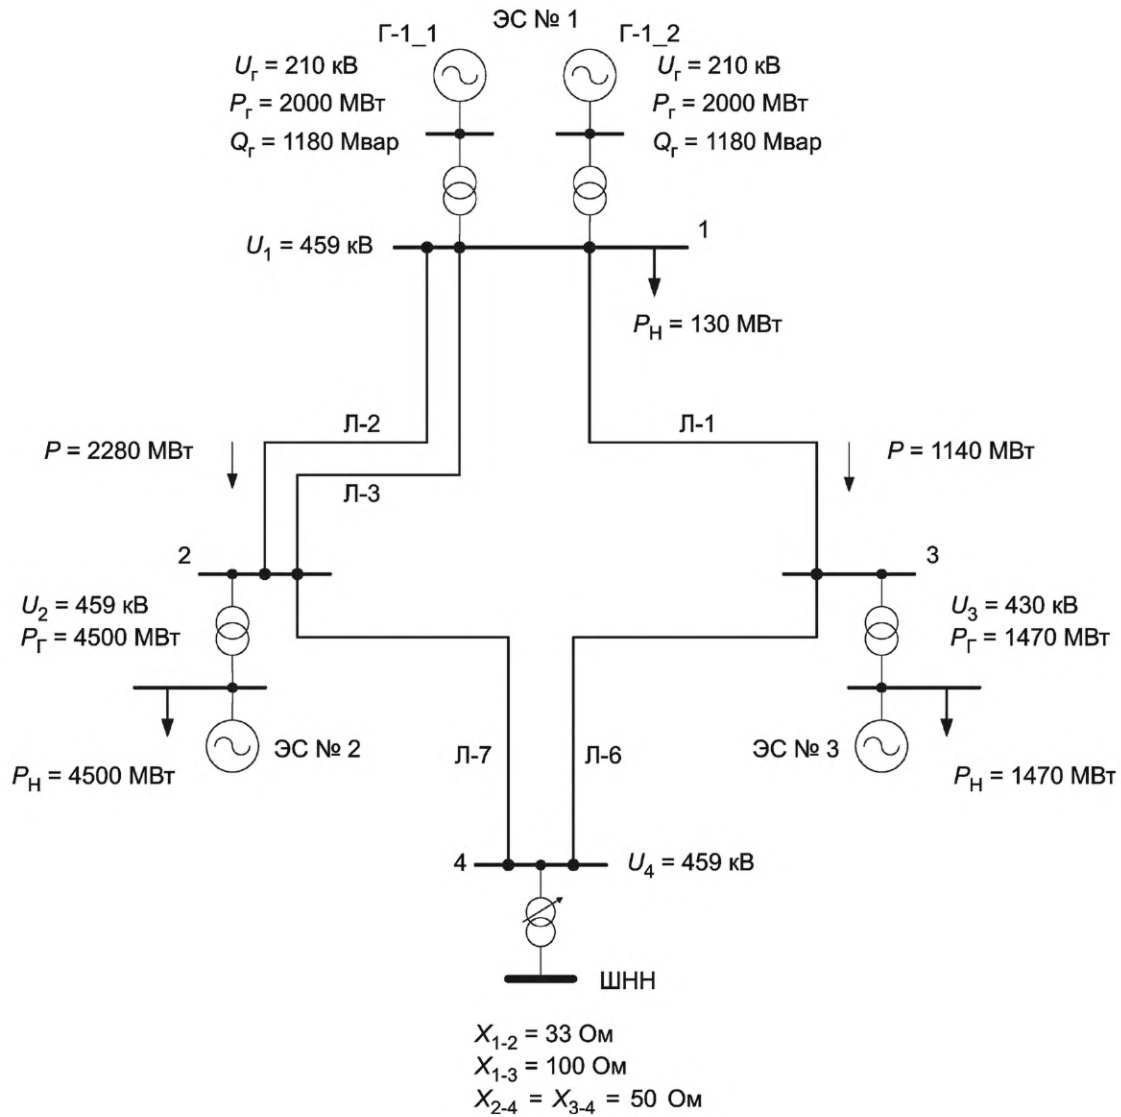 ЭС № 1
Г-1_1
Г-1_2
Uг = 210 кВ
Pг = 2000 МВт
Qг = 1180 Мвар
Uг = 210 кВ
Pг = 2000 МВт
Qг = 1180 Мвар
1
U1 = 459 кВ
PН = 130 МВт
Л-2
Л-1
P = 2280 МВт
P = 1140 МВт
Л-3
2
3
U2 = 459 кВ
PГ = 4500 МВт
U3 = 430 кВ
PГ = 1470 МВт
ЭС № 2
Л-7
Л-6
ЭС № 3
PН = 4500 МВт
PН = 1470 МВт
4
U4 = 459 кВ
ШНН
X1-2 = 33 Ом
X1-3 = 100 Ом
X2-4 = X3-4 = 50 Ом